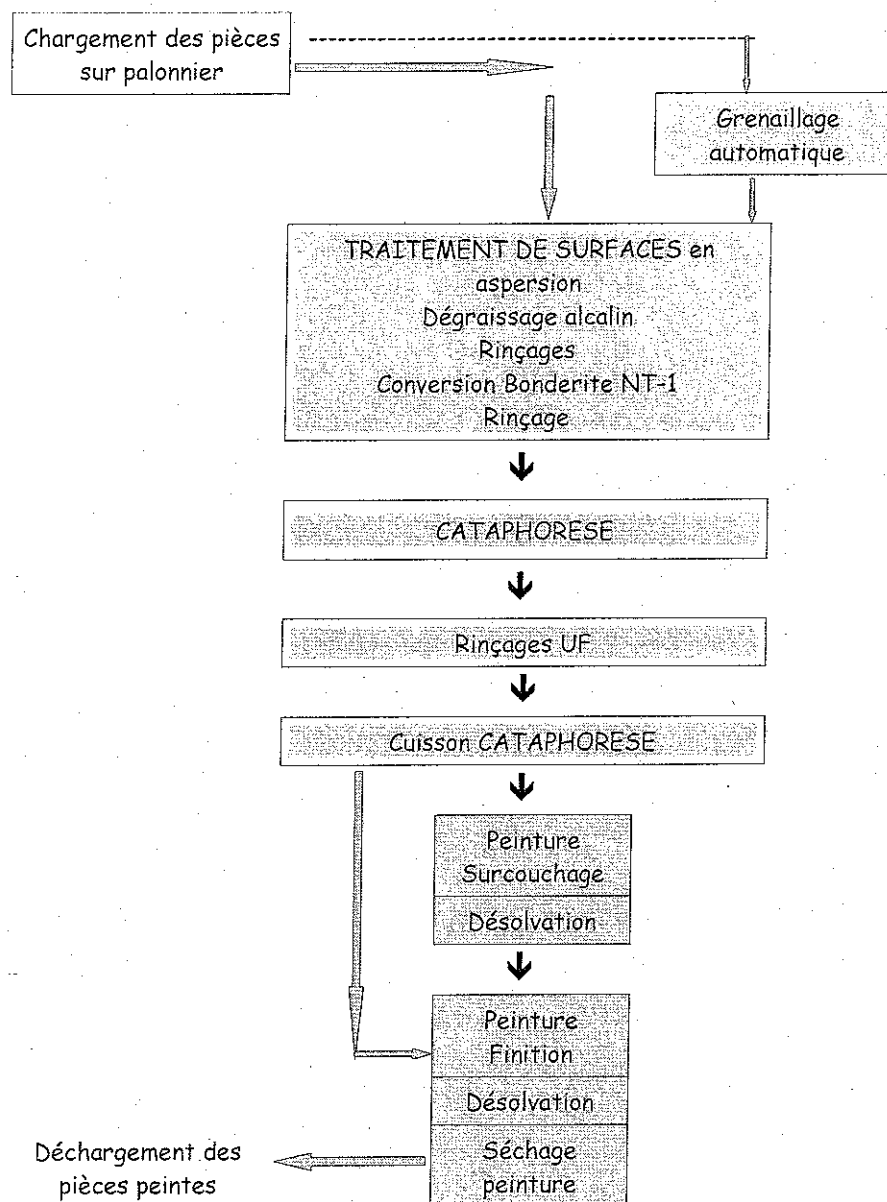 Chargement des pièces
sur palonnier
Grenaillage
automatique
TRAITEMENT DE SURFACES en
aspersion
Dégraissage alcalin
Rinçages
Conversion Bonderite NT-1
Rinçage
CATAPHORESE
Rinçages UF
Cuisson CATAPHORESE
Peinture
Surcouchage
Désolvation
Peinture
Finition
Désolvation
Séchage
peinture
Déchargement des
pièces peintes